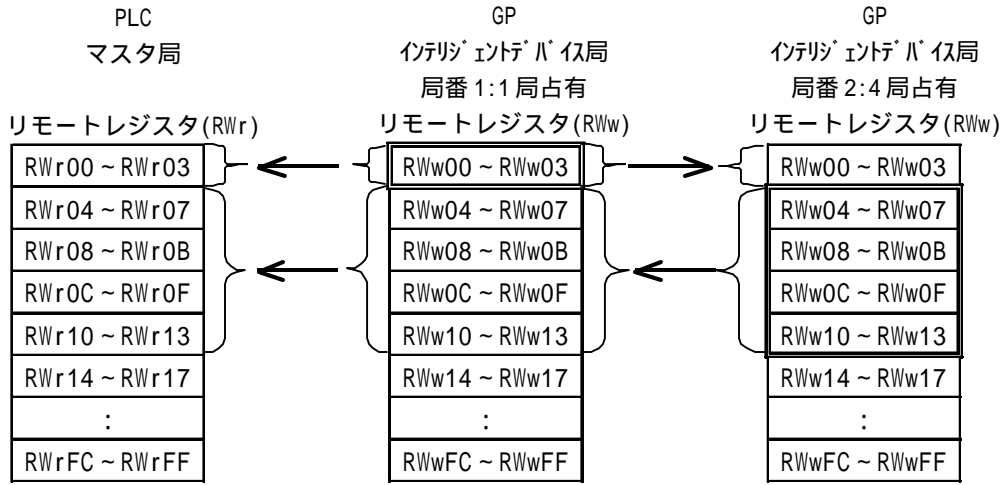 PLC
マスタ局
リモートレジスタ(RWr)
RWr00～RWr03
RWr04～RWr07
RWr08～RWr0B
RWr0C～RWr0F
RWr10～RWr13
RWr14～RWr17
:
RWrFC～RWrFF
GP
ｲﾝﾃﾘｼﾞｪﾝﾄﾃﾞﾊﾞｲｽ局
局番1:1局占有
リモートレジスタ(RWw)
RWw00～RWw03
RWw04～RWw07
RWw08～RWw0B
RWw0C～RWw0F
RWw10～RWw13
RWw14～RWw17
:
RWwFC～RWwFF
GP
ｲﾝﾃﾘｼﾞｪﾝﾄﾃﾞﾊﾞｲｽ局
局番2:4局占有
リモートレジスタ(RWw)
RWw00～RWw03
RWw04～RWw07
RWw08～RWw0B
RWw0C～RWw0F
RWw10～RWw13
RWw14～RWw17
:
RWwFC～RWwFF